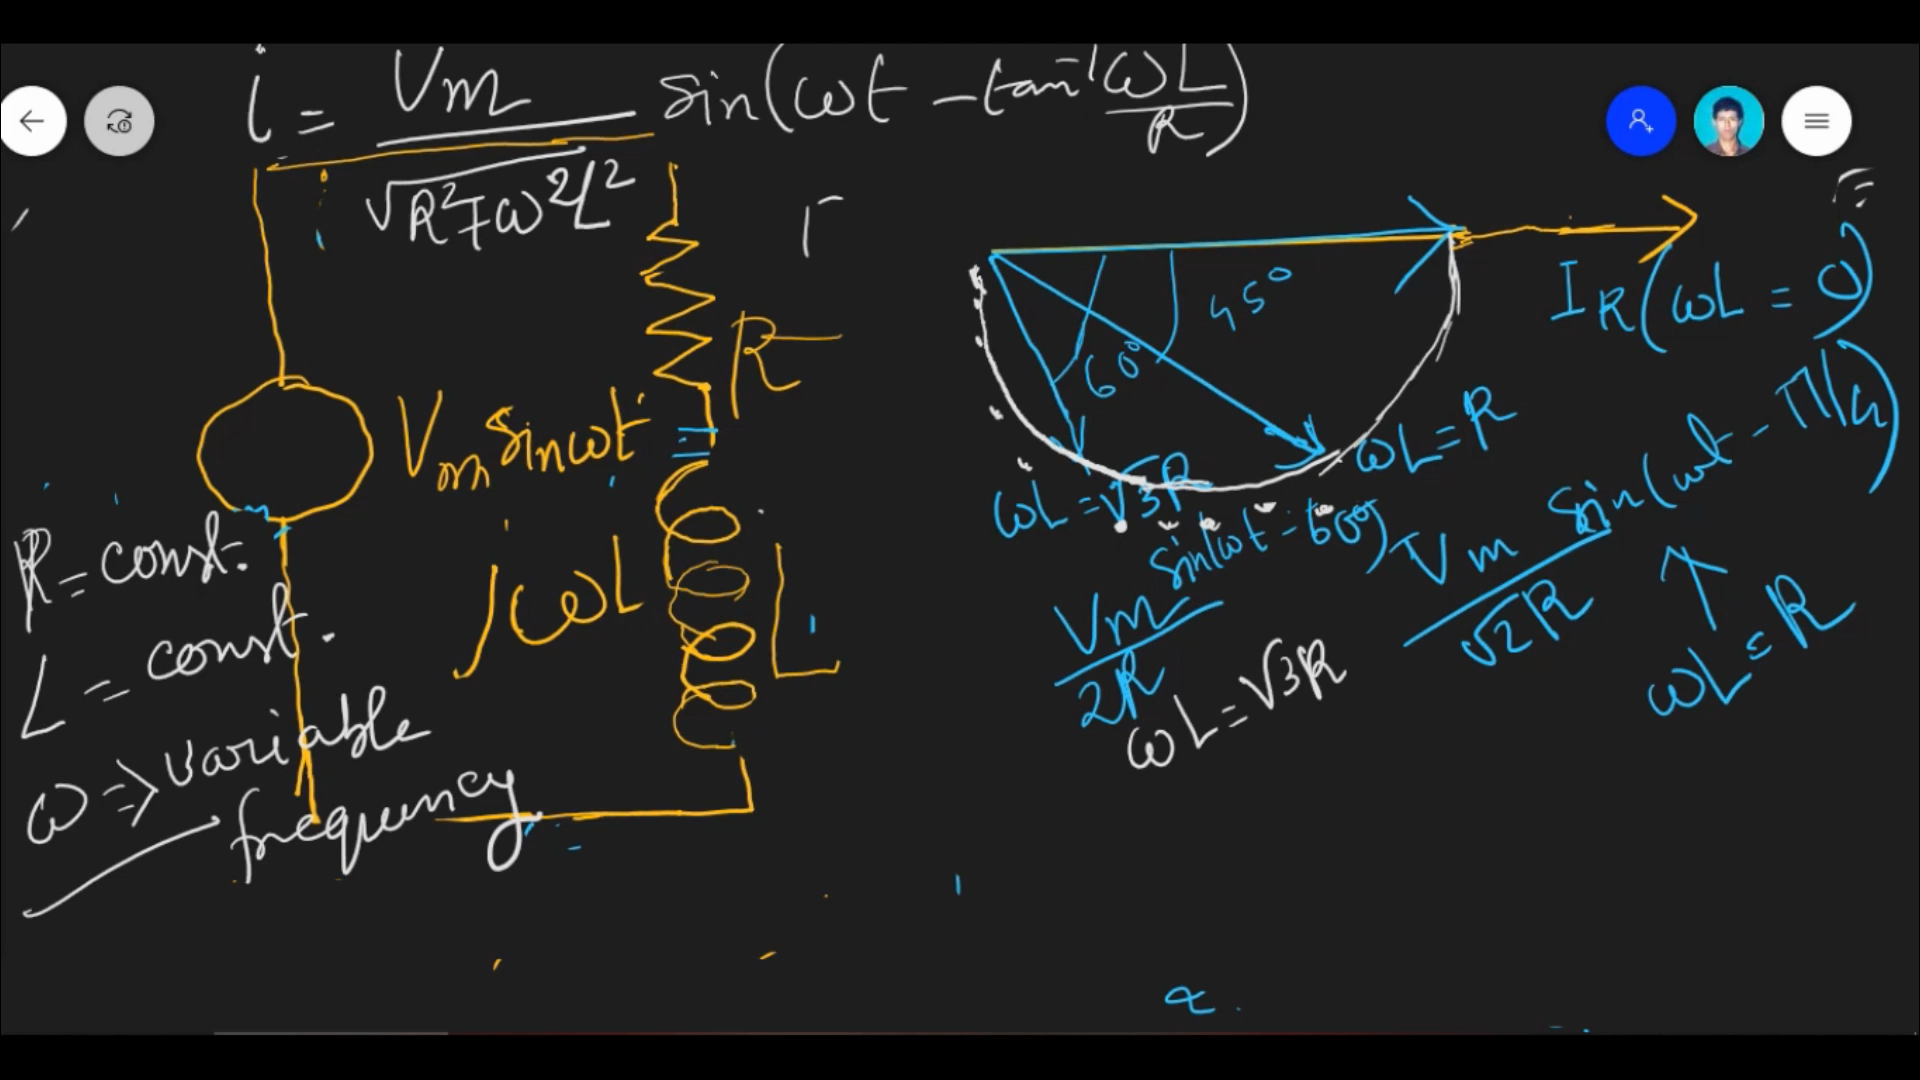 i = Vm/√R²+ω²L² sin(ωt - tan⁻¹ ωL/R)
R
Vm sinωt
jωL
L
R = const.
L = const.
ω => variable
frequency
45°
60°
IR(ωL = 0)
ωL = R
ωL = √3R
Vm/2R sin(ωt - 60°)
ωL = √3R
Vm/√2R sin(ωt - π/4)
↑
ωL = R